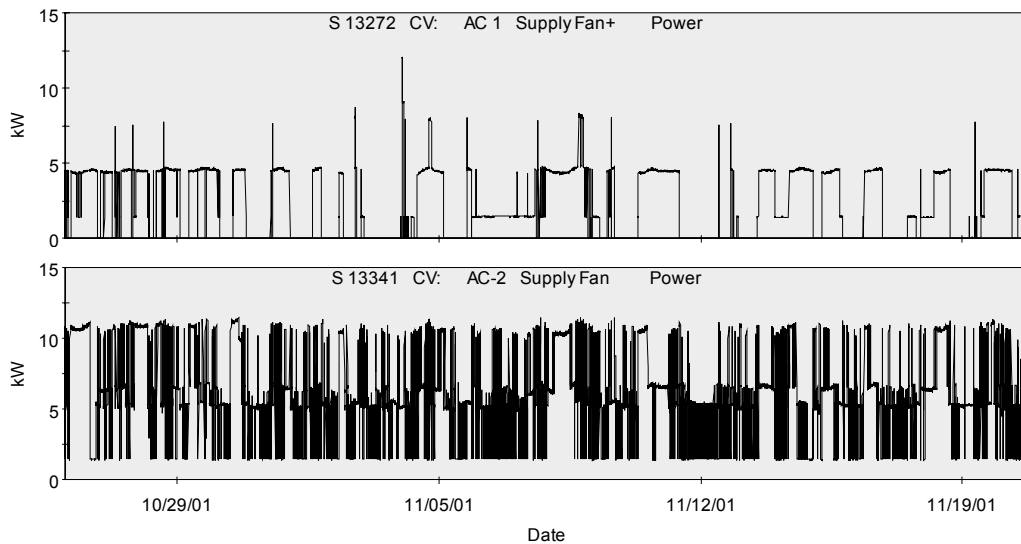 S 13272 CV: AC 1 Supply Fan+ Power
15
10
5
0
kW
S 13341 CV: AC-2 Supply Fan Power
15
10
5
0
kW
10/29/01 11/05/01 11/12/01 11/19/01
Date